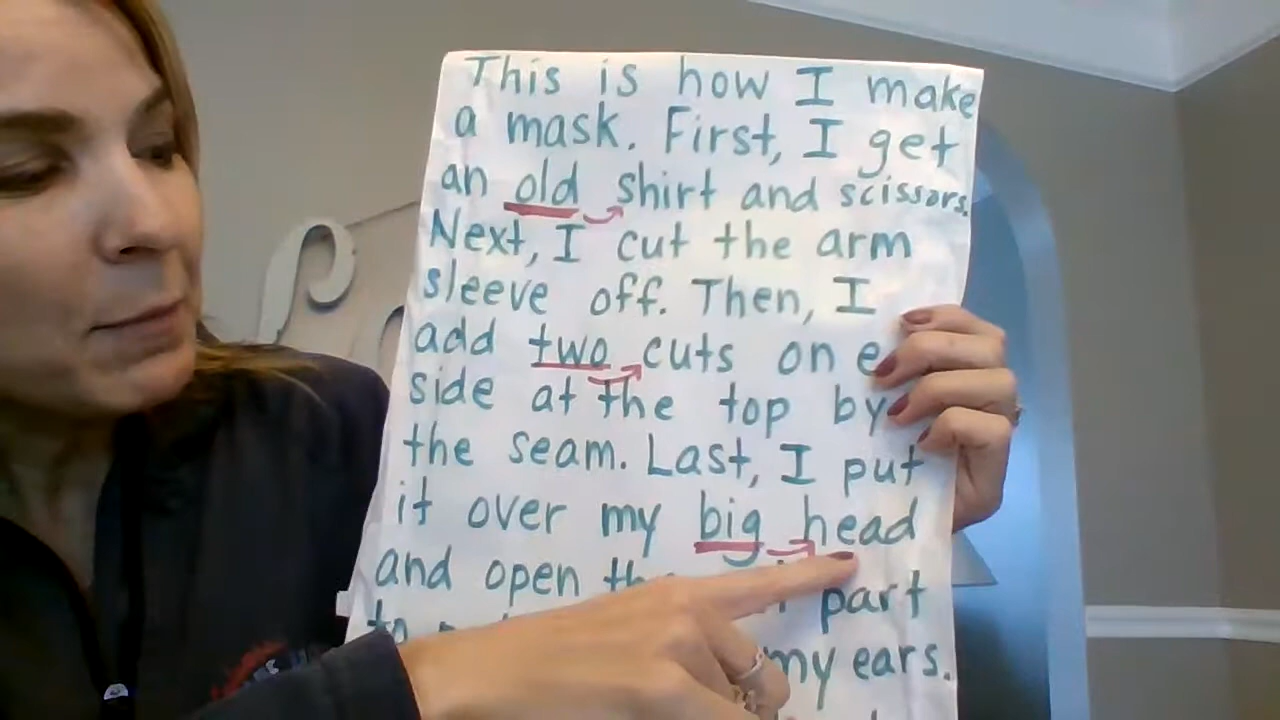 This is how I make
a mask. First, I get
an old shirt and scissors.
Next, I cut the arm
sleeve off. Then, I
add two cuts on e
side at the top by
the seam. Last, I put
it over my big head
and open part
to my ears.